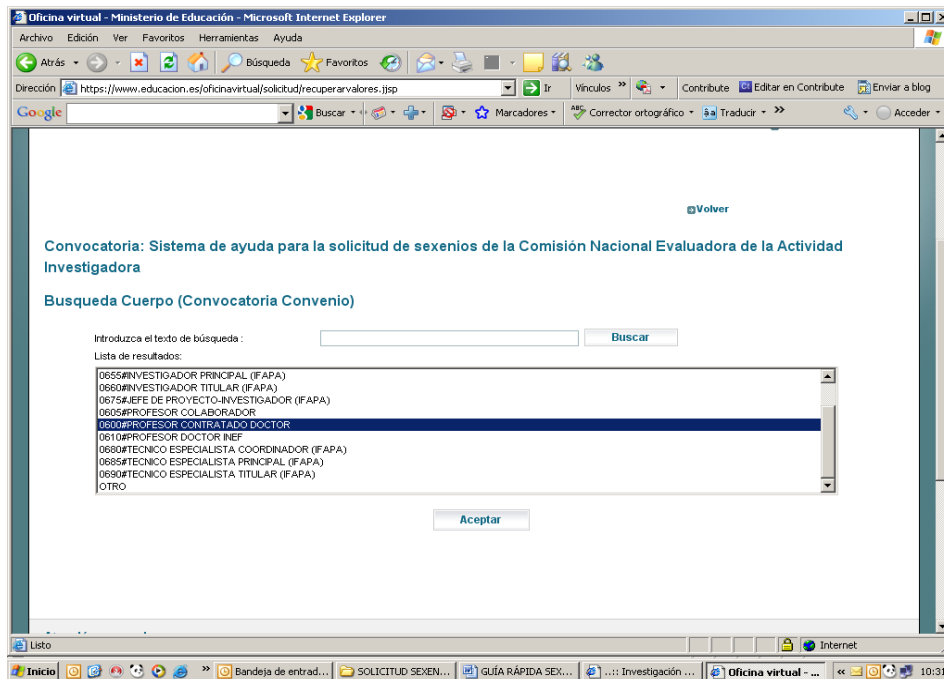 Oficina virtual - Ministerio de Educación - Microsoft Internet Explorer
Archivo Edición Ver Favoritos Herramientas Ayuda
Atrás Búsqueda Favoritos
Dirección https://www.educacion.es/oficinavirtual/solicitud/recuperarvalores.jjsp Ir Vínculos » Contribute Editar en Contribute Enviar a blog
Google Buscar Marcadores Corrector ortográfico Traducir » Acceder
Volver
Convocatoria: Sistema de ayuda para la solicitud de sexenios de la Comisión Nacional Evaluadora de la Actividad
Investigadora
Busqueda Cuerpo (Convocatoria Convenio)
Introduzca el texto de búsqueda : Buscar
Lista de resultados:
0655#INVESTIGADOR PRINCIPAL (IFAPA)
0660#INVESTIGADOR TITULAR (IFAPA)
0675#JEFE DE PROYECTO-INVESTIGADOR (IFAPA)
0605#PROFESOR COLABORADOR
0600#PROFESOR CONTRATADO DOCTOR
0610#PROFESOR DOCTOR INEF
0680#TECNICO ESPECIALISTA COORDINADOR (IFAPA)
0685#TECNICO ESPECIALISTA PRINCIPAL (IFAPA)
0690#TECNICO ESPECIALISTA TITULAR (IFAPA)
OTRO
Aceptar
Listo Internet
Inicio » Bandeja de entrad... SOLICITUD SEXEN... GUÍA RÁPIDA SEX... ..:: Investigación ... Oficina virtual - ... « 10:31